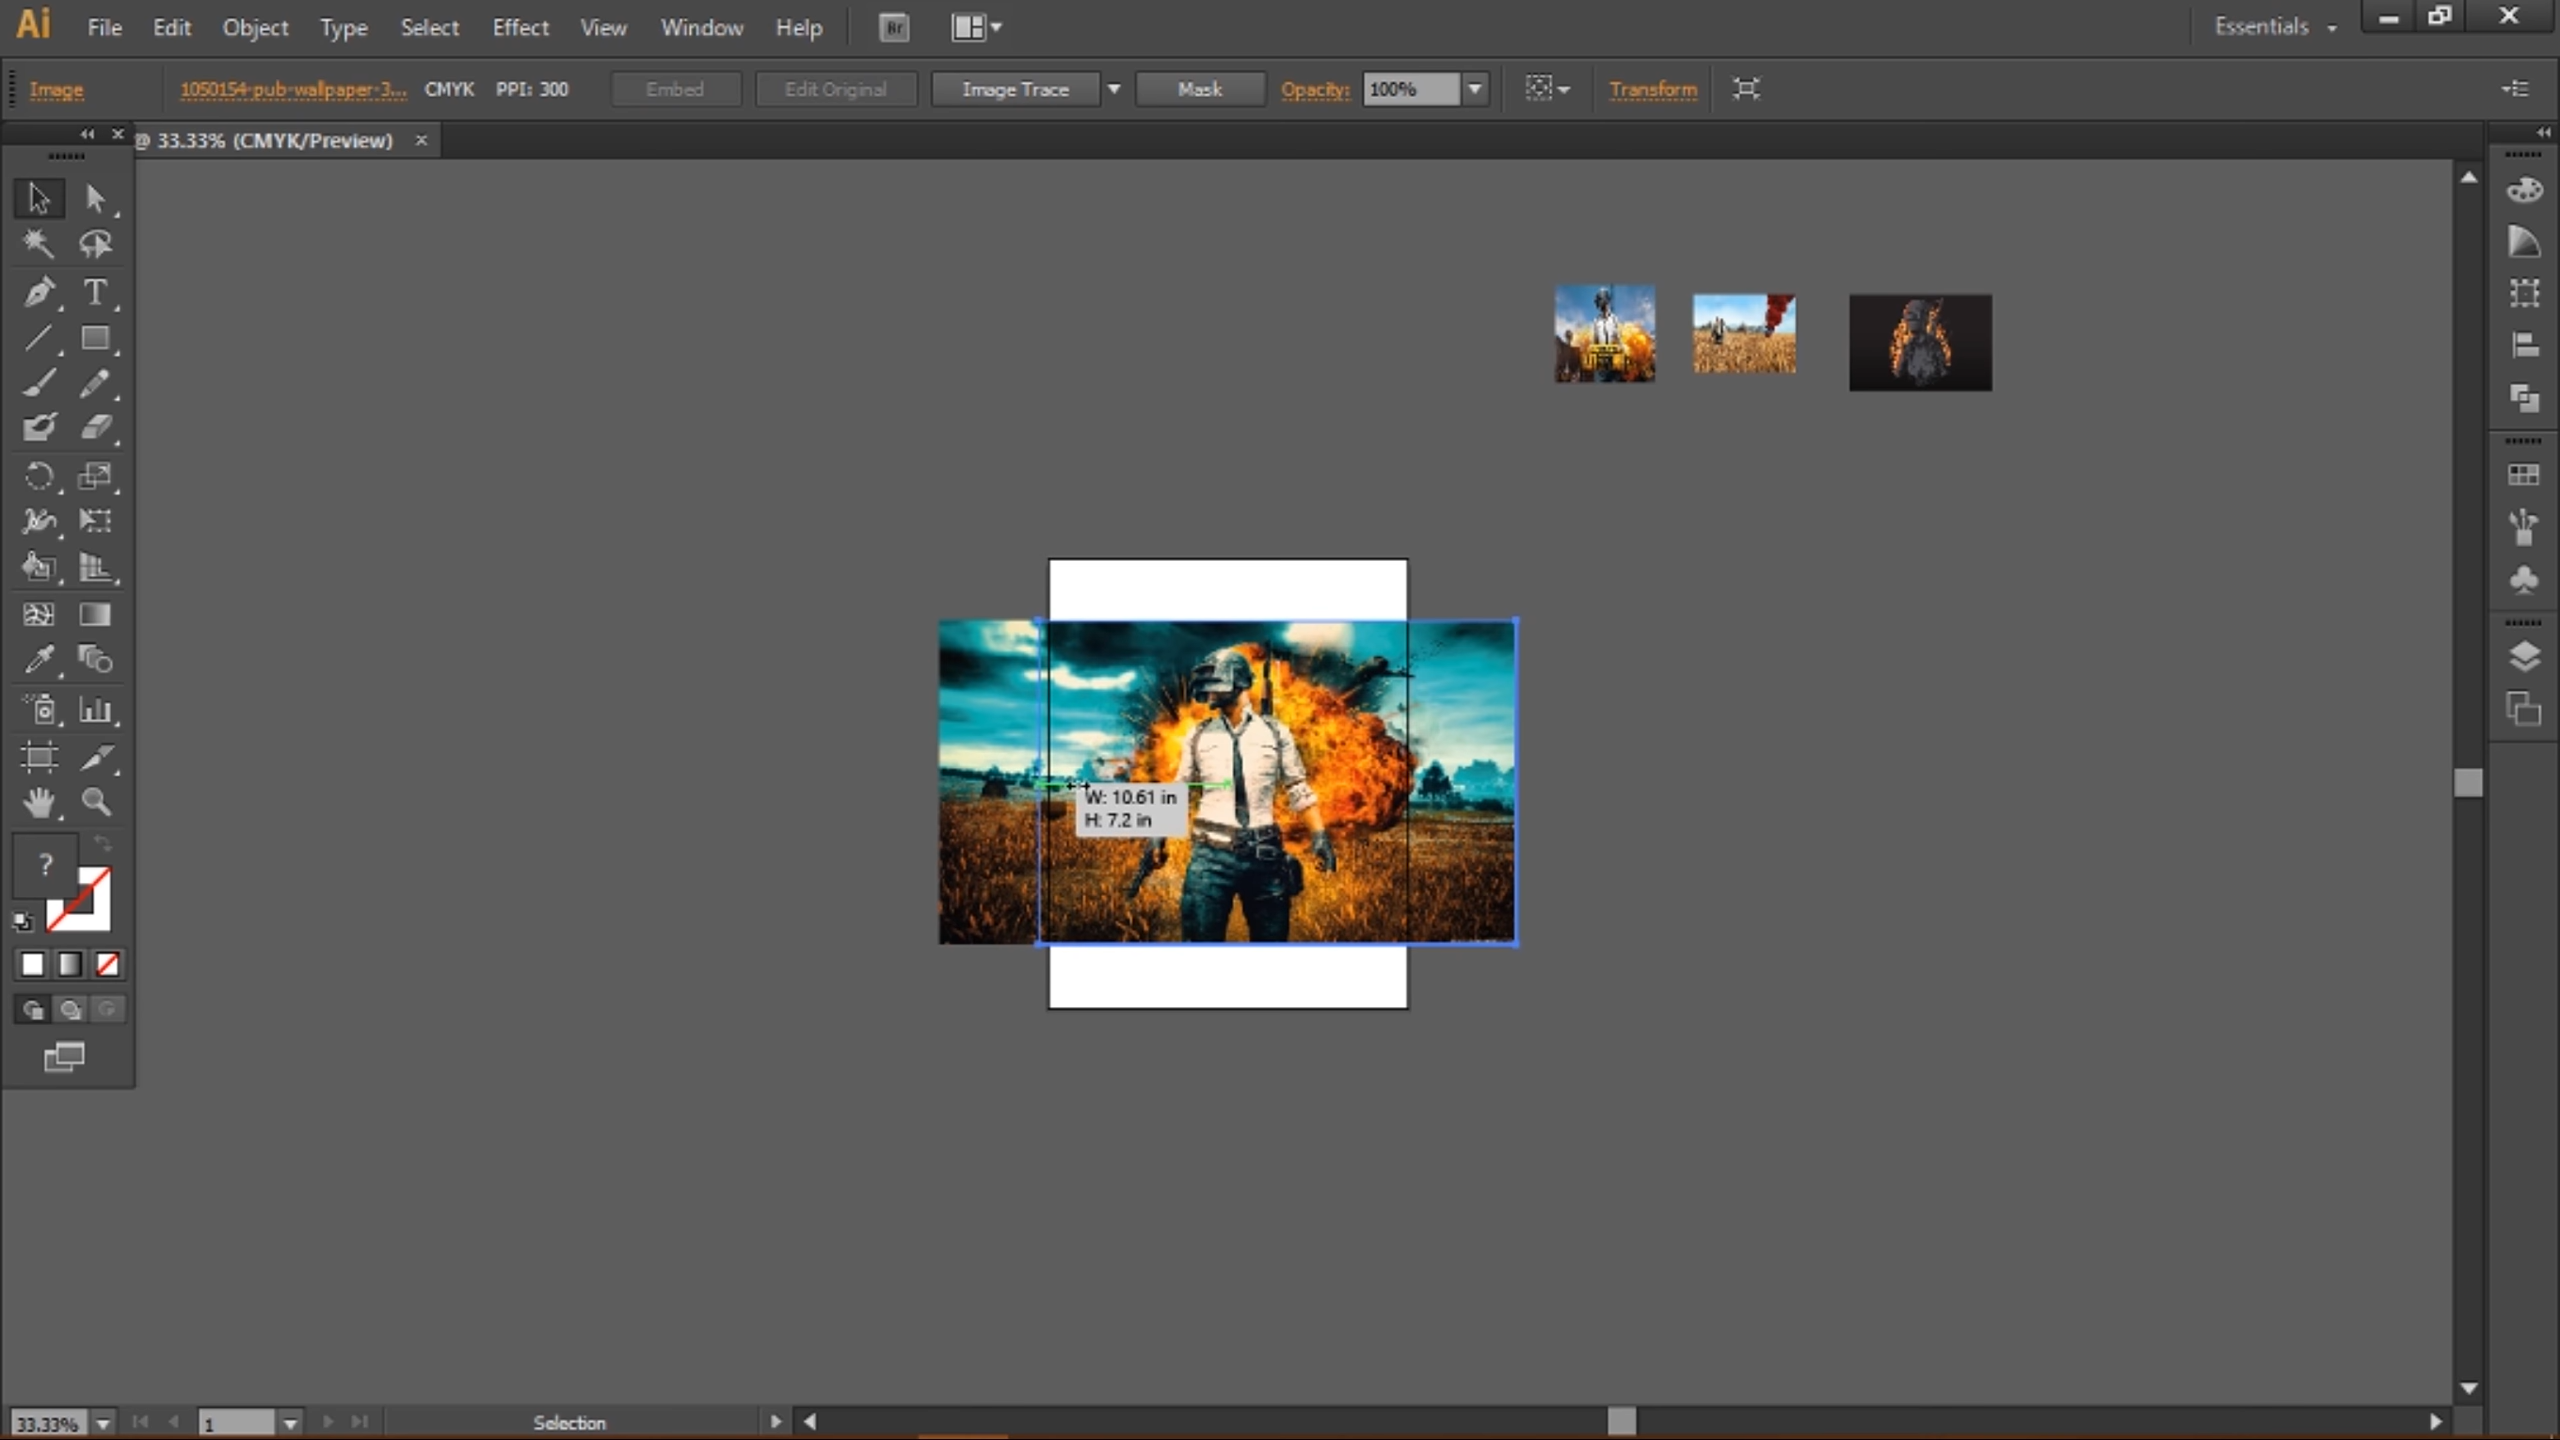 Ai File Edit Object Type Select Effect View Window Help Br Essentials
Image 1050154-pub-wallpaper-3... CMYK PPI: 300 Embed Edit Original Image Trace Mask Opacity: 100% Transform
@ 33.33% (CMYK/Preview)
T
W: 10.61 in
H: 7.2 in
?
33.33% 1 Selection